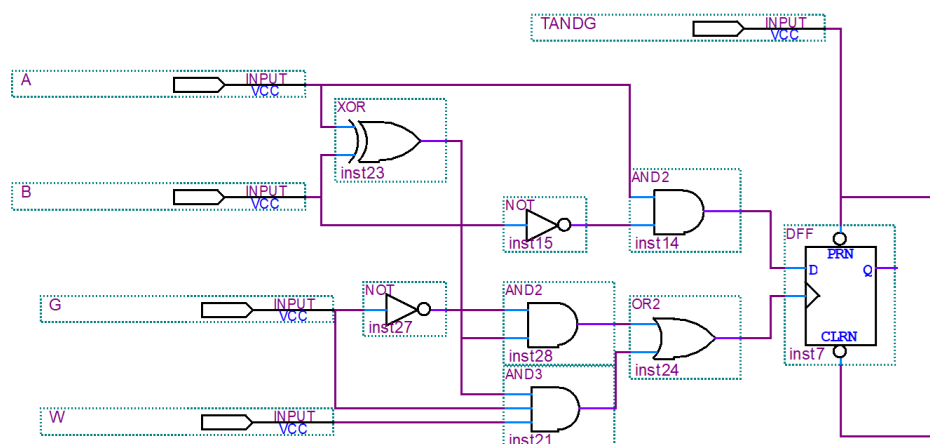 TANDG
INPUT
VCC
A
INPUT
VCC
XOR
inst23
B
INPUT
VCC
NOT
inst15
AND2
inst14
DFF
PRN
D
Q
CLRN
inst7
G
INPUT
VCC
NOT
inst27
AND2
inst28
OR2
inst24
AND3
inst21
W
INPUT
VCC